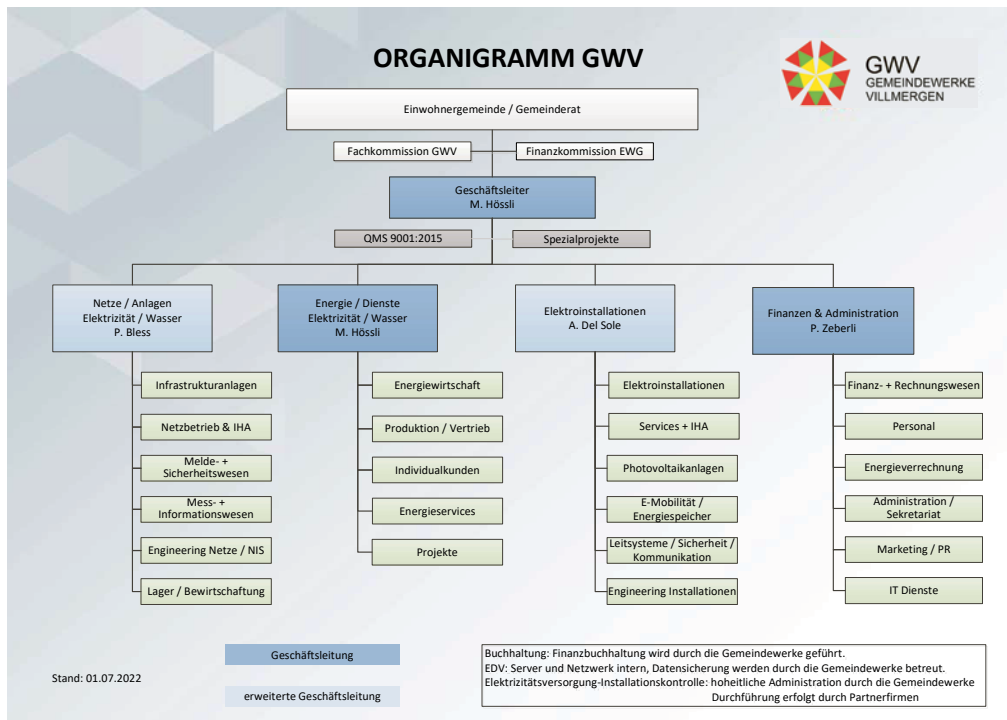 ORGANIGRAMM GWV
GWV
GEMEINDEWERKE
VILLMERGEN
Einwohnergemeinde / Gemeinderat
Fachkommission GWV
Finanzkommission EWG
Geschäftsleiter
M. Hössli
QMS 9001:2015
Spezialprojekte
Netze / Anlagen
Elektrizität / Wasser
P. Bless
Infrastrukturanlagen
Netzbetrieb & IHA
Melde- +
Sicherheitswesen
Mess- +
Informationswesen
Engineering Netze / NIS
Lager / Bewirtschaftung
Energie / Dienste
Elektrizität / Wasser
M. Hössli
Energiewirtschaft
Produktion / Vertrieb
Individualkunden
Energieservices
Projekte
Elektroinstallationen
A. Del Sole
Elektroinstallationen
Services + IHA
Photovoltaikanlagen
E-Mobilität /
Energiespeicher
Leitsysteme / Sicherheit /
Kommunikation
Engineering Installationen
Finanzen & Administration
P. Zeberli
Finanz- + Rechnungswesen
Personal
Energieverrechnung
Administration /
Sekretariat
Marketing / PR
IT Dienste
Stand: 01.07.2022
Geschäftsleitung
erweiterte Geschäftsleitung
Buchhaltung: Finanzbuchhaltung wird durch die Gemeindewerke geführt.
EDV: Server und Netzwerk intern, Datensicherung werden durch die Gemeindewerke betreut.
Elektrizitätsversorgung-Installationskontrolle: hoheitliche Administration durch die Gemeindewerke
Durchführung erfolgt durch Partnerfirmen